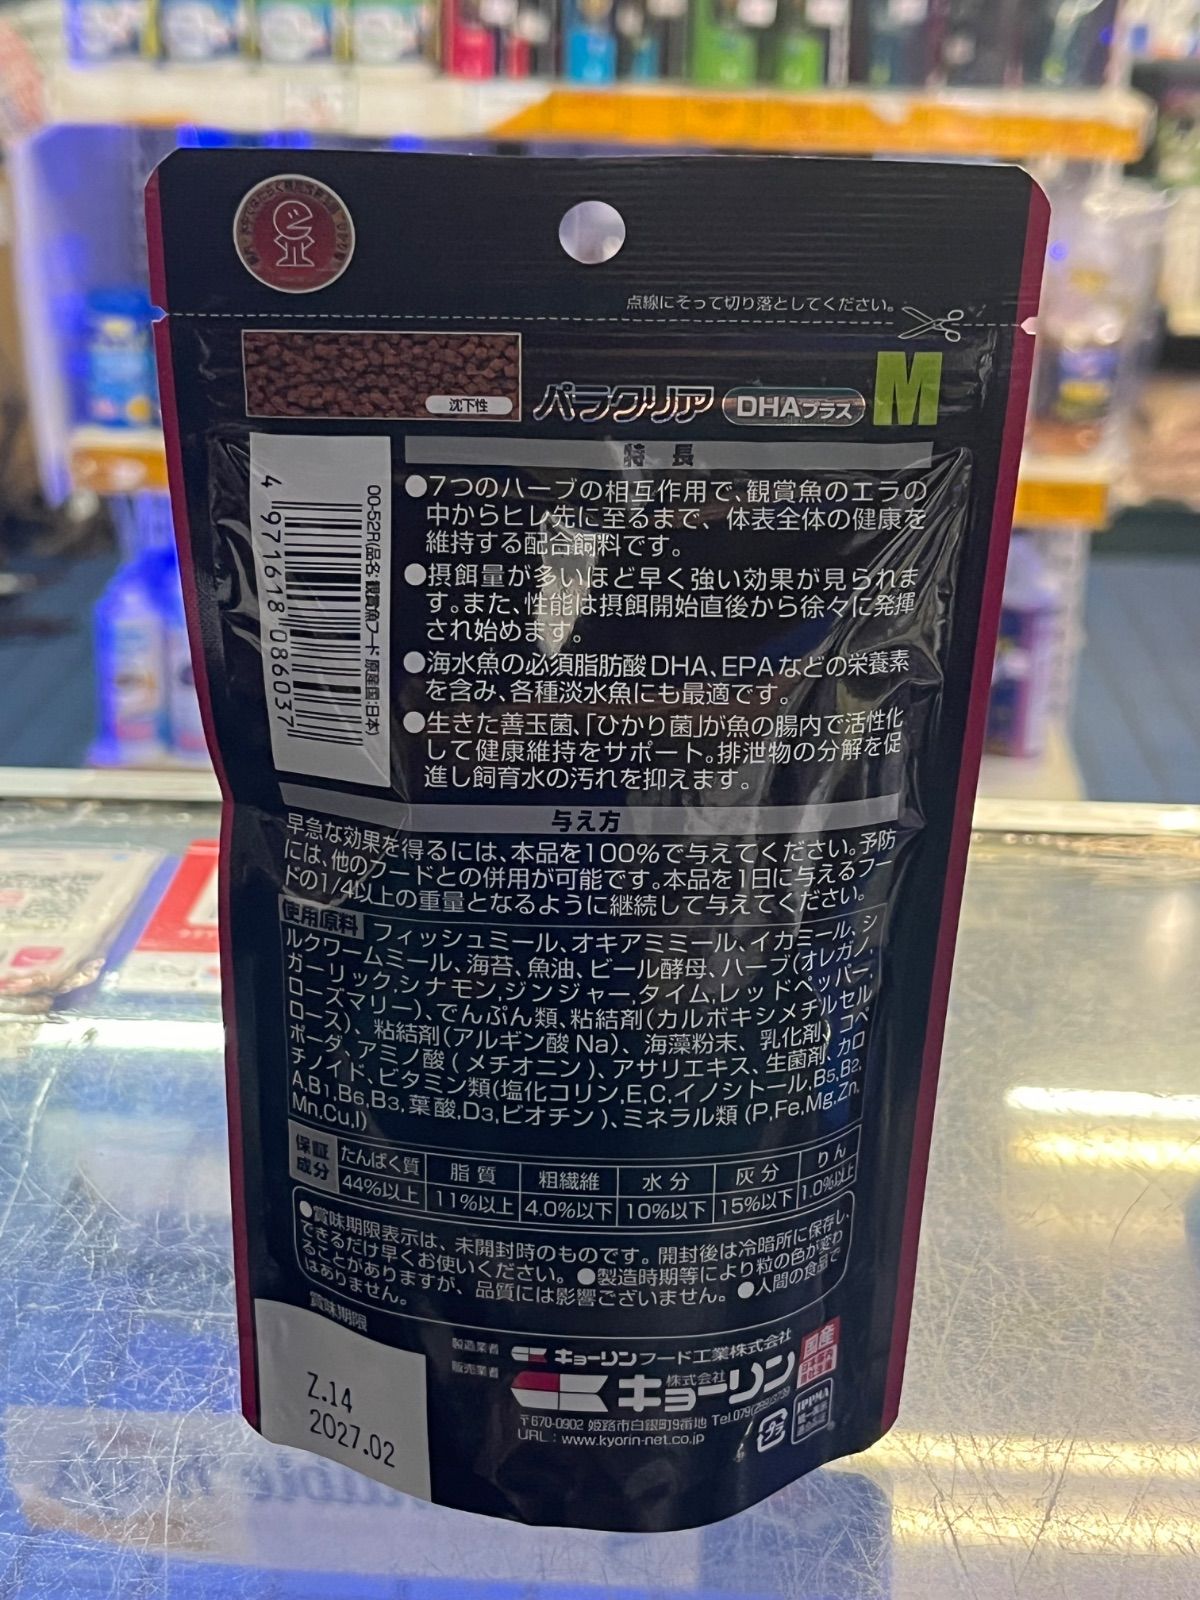 点線にそって切り落としてください。
沈下性
パラクリア DHAプラス M
特 長
●7つのハーブの相互作用で、観賞魚のエラの
中からヒレ先に至るまで、体表全体の健康を
維持する配合飼料です。
●摂餌量が多いほど早く強い効果が見られま
す。また、性能は摂餌開始直後から徐々に発揮
され始めます。
●海水魚の必須脂肪酸DHA、EPAなどの栄養素
を含み、各種淡水魚にも最適です。
●生きた善玉菌、「ひかり菌」が魚の腸内で活性化
して健康維持をサポート。排泄物の分解を促
進し飼育水の汚れを抑えます。
00-52R 品名:観賞魚フード 原産国:日本
4 971618 086037
与え方
早急な効果を得るには、本品を100%で与えてください。予防
には、他のフードとの併用が可能です。本品を1日に与えるフー
ドの1/4以上の重量となるように継続して与えてください。
使用原料 フィッシュミール、オキアミミール、イカミール、シ
ルクワームミール、海苔、魚油、ビール酵母、ハーブ(オレガノ,
ガーリック,シナモン,ジンジャー,タイム,レッドペッパー,
ローズマリー)、でんぷん類、粘結剤(カルボキシメチルセル
ロース)、粘結剤(アルギン酸Na)、海藻粉末、乳化剤、コペ
ポーダ、アミノ酸(メチオニン)、アサリエキス、生菌剤、カロ
チノイド、ビタミン類(塩化コリン,E,C,イノシトール,B5,B2,
A,B1,B6,B3,葉酸,D3,ビオチン)、ミネラル類(P,Fe,Mg,Zn,
Mn,Cu,I)
保証成分 たんぱく質 脂質 粗繊維 水分 灰分 りん
44%以上 11%以上 4.0%以下 10%以下 15%以下 1.0%以上
●賞味期限表示は、未開封時のものです。開封後は冷暗所に保存し、
できるだけ早くお使いください。●製造時期等により粒の色が変わ
ることがありますが、品質には影響ございません。●人間の食品で
はありません。
賞味期限
Z.14
2027.02
製造業者 キョーリンフード工業株式会社
販売業者 株式会社 キョーリン
〒670-0902 姫路市白銀町9番地 Tel.079(289)3739
URL : www.kyorin-net.co.jp
国産
プラ
JPPMA